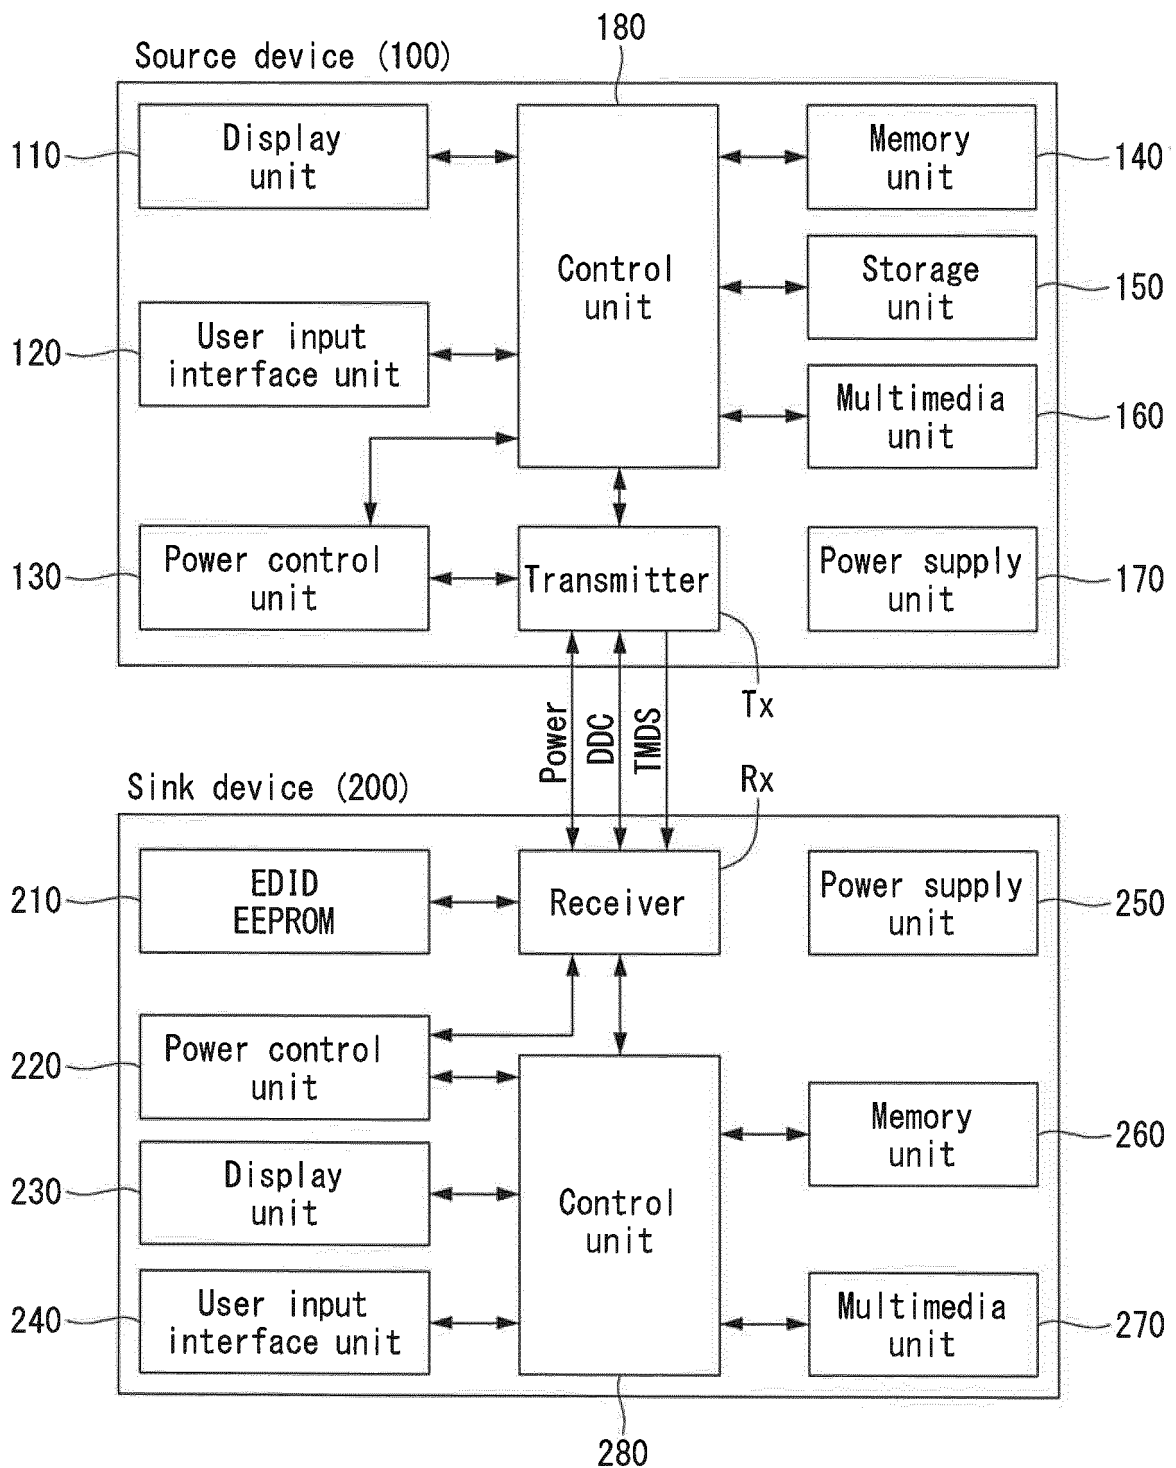 180
Source device (100)
110
Display
unit
Memory
unit
140
Control
unit
Storage
unit
150
120
User input
interface unit
Multimedia
unit
160
130
Power control
unit
Transmitter
Power supply
unit
170
Tx
Power
DDC
TMDS
Sink device (200)
Rx
210
EDID
EEPROM
Receiver
Power supply
unit
250
220
Power control
unit
Memory
unit
260
230
Display
unit
Control
unit
240
User input
interface unit
Multimedia
unit
270
280